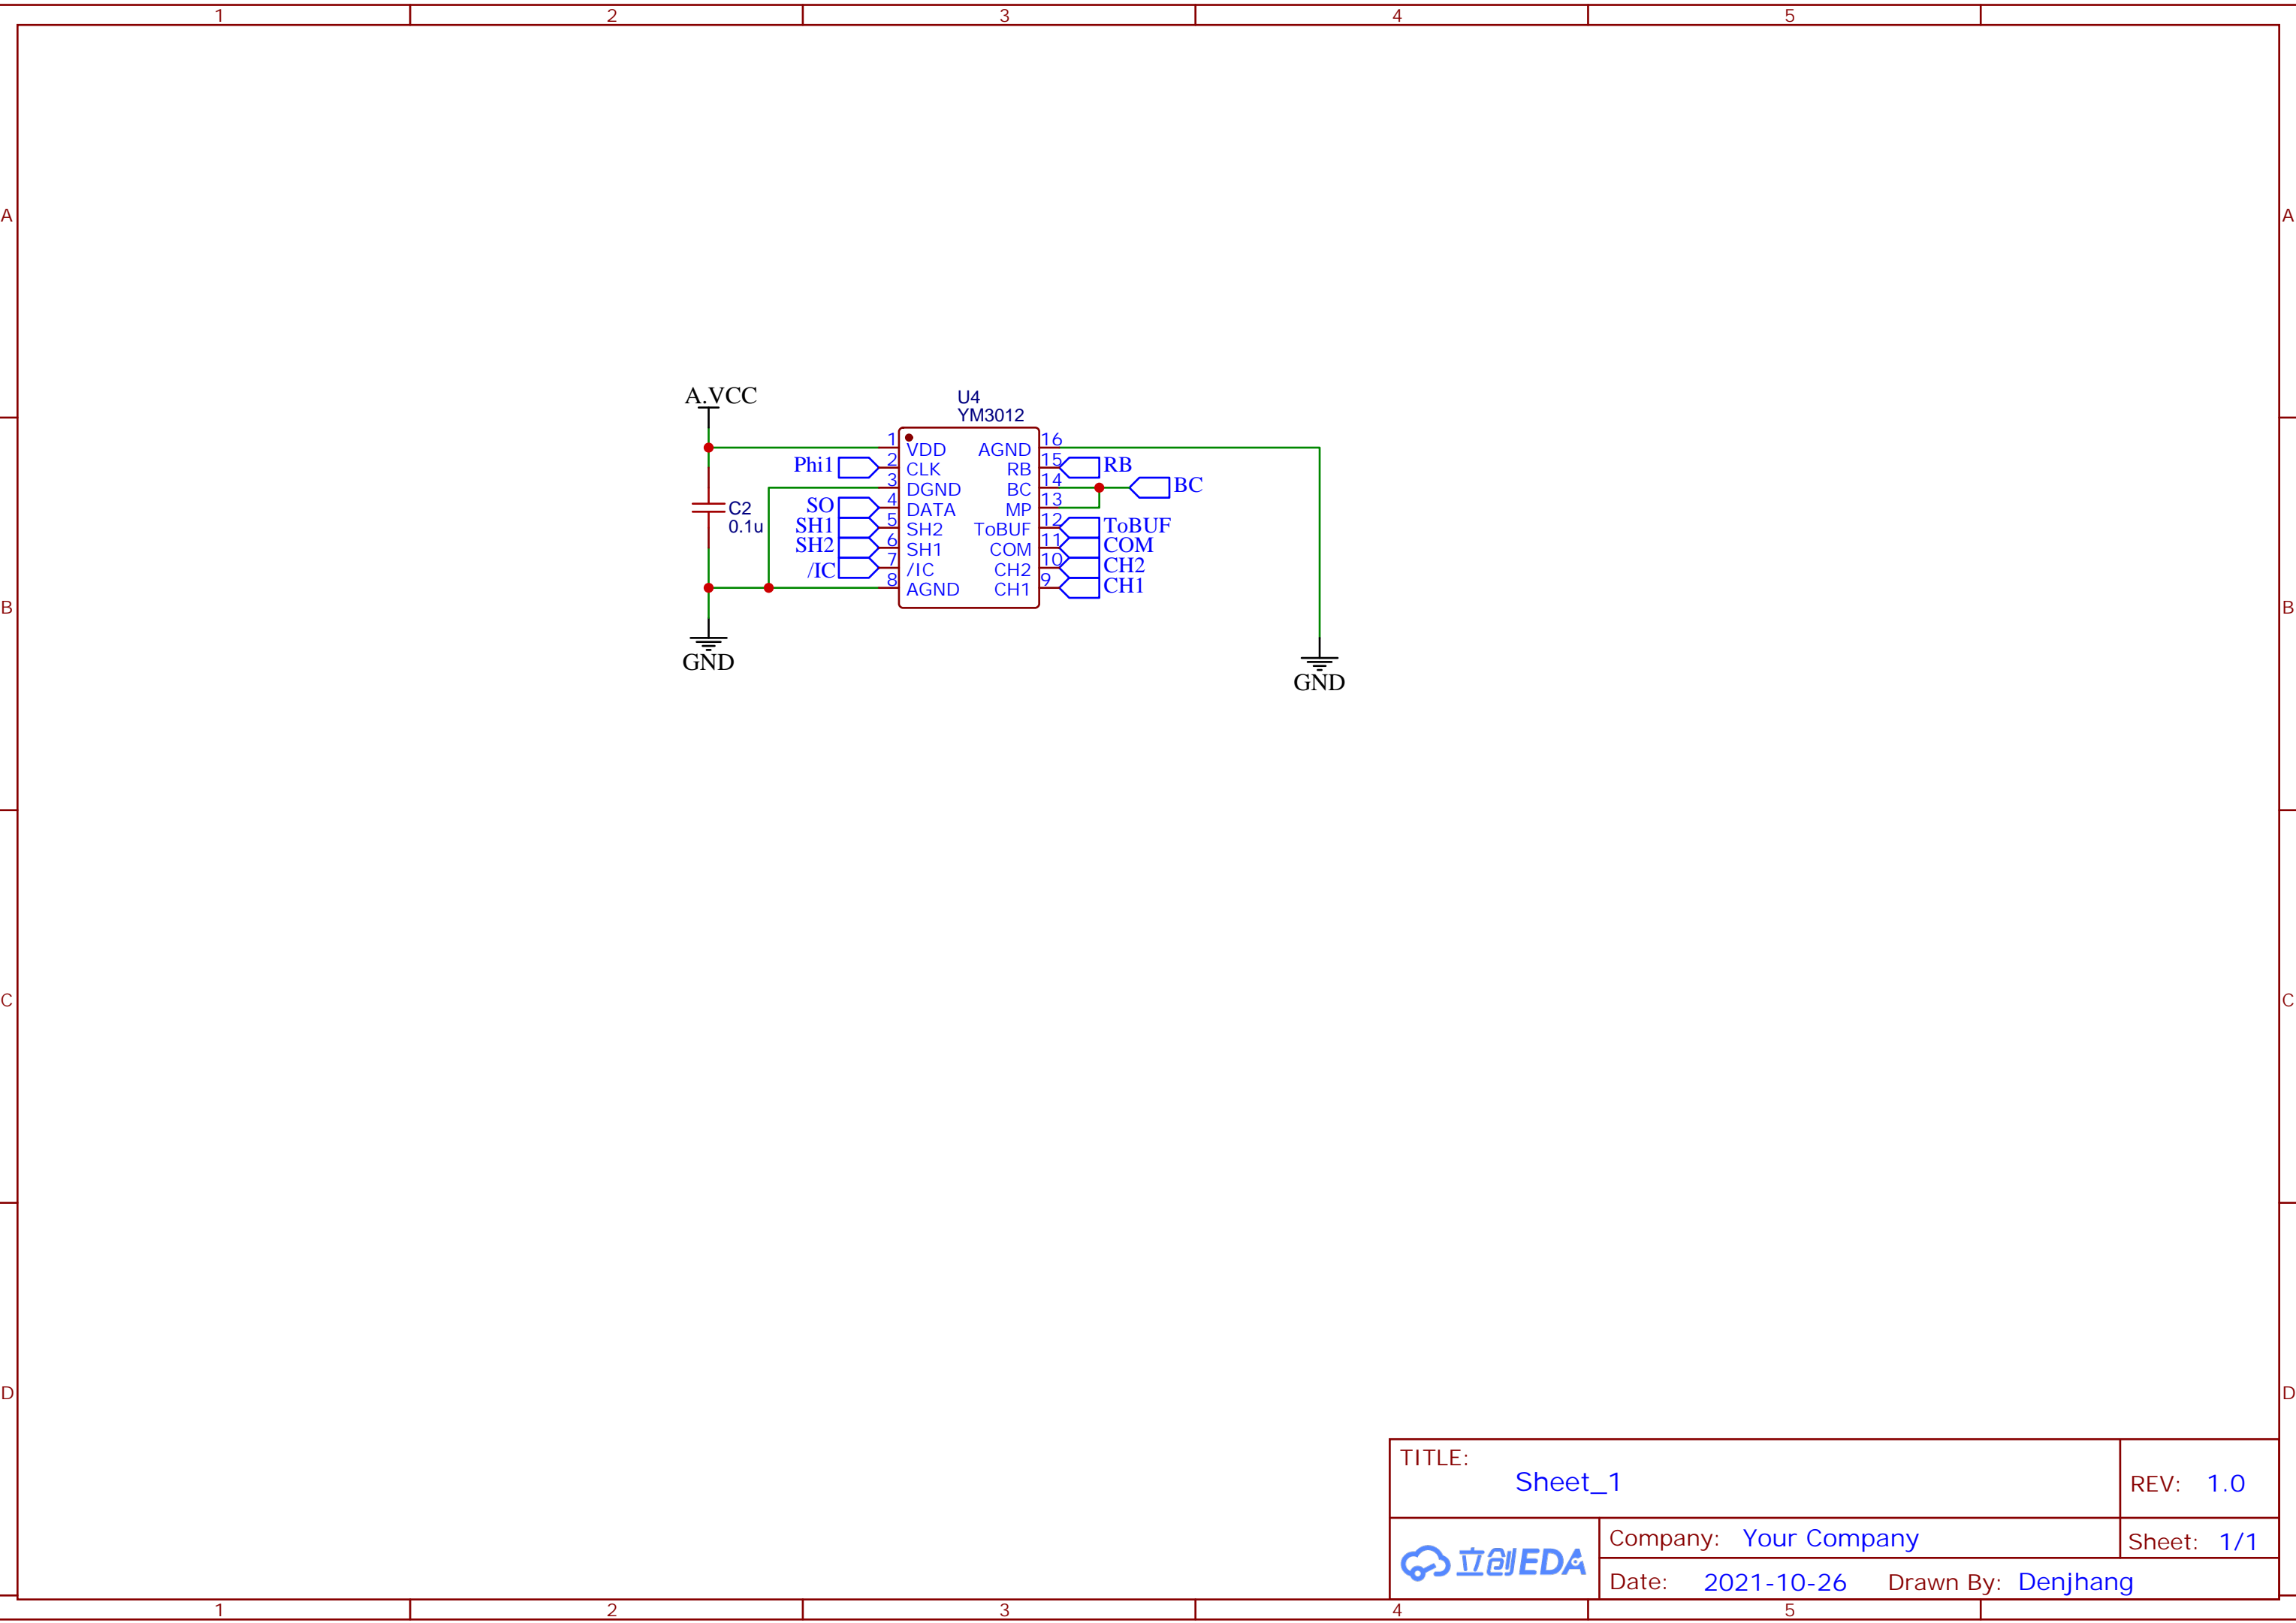 1 2 3 4 5
A A
A.VCC
U4
YM3012
1 VDD AGND 16
Phi1 2 CLK RB 15 RB
3 DGND BC 14 BC
SO 4 DATA MP 13
SH1 5 SH2 ToBUF 12 ToBUF
SH2 6 SH1 COM 11 COM
/IC 7 /IC CH2 10 CH2
8 AGND CH1 9 CH1
C2
0.1u
B B
GND
GND
C C
D D
TITLE:
Sheet_1
REV: 1.0
立创EDA
Company: Your Company
Sheet: 1/1
Date: 2021-10-26 Drawn By: Denjhang
1 2 3 4 5